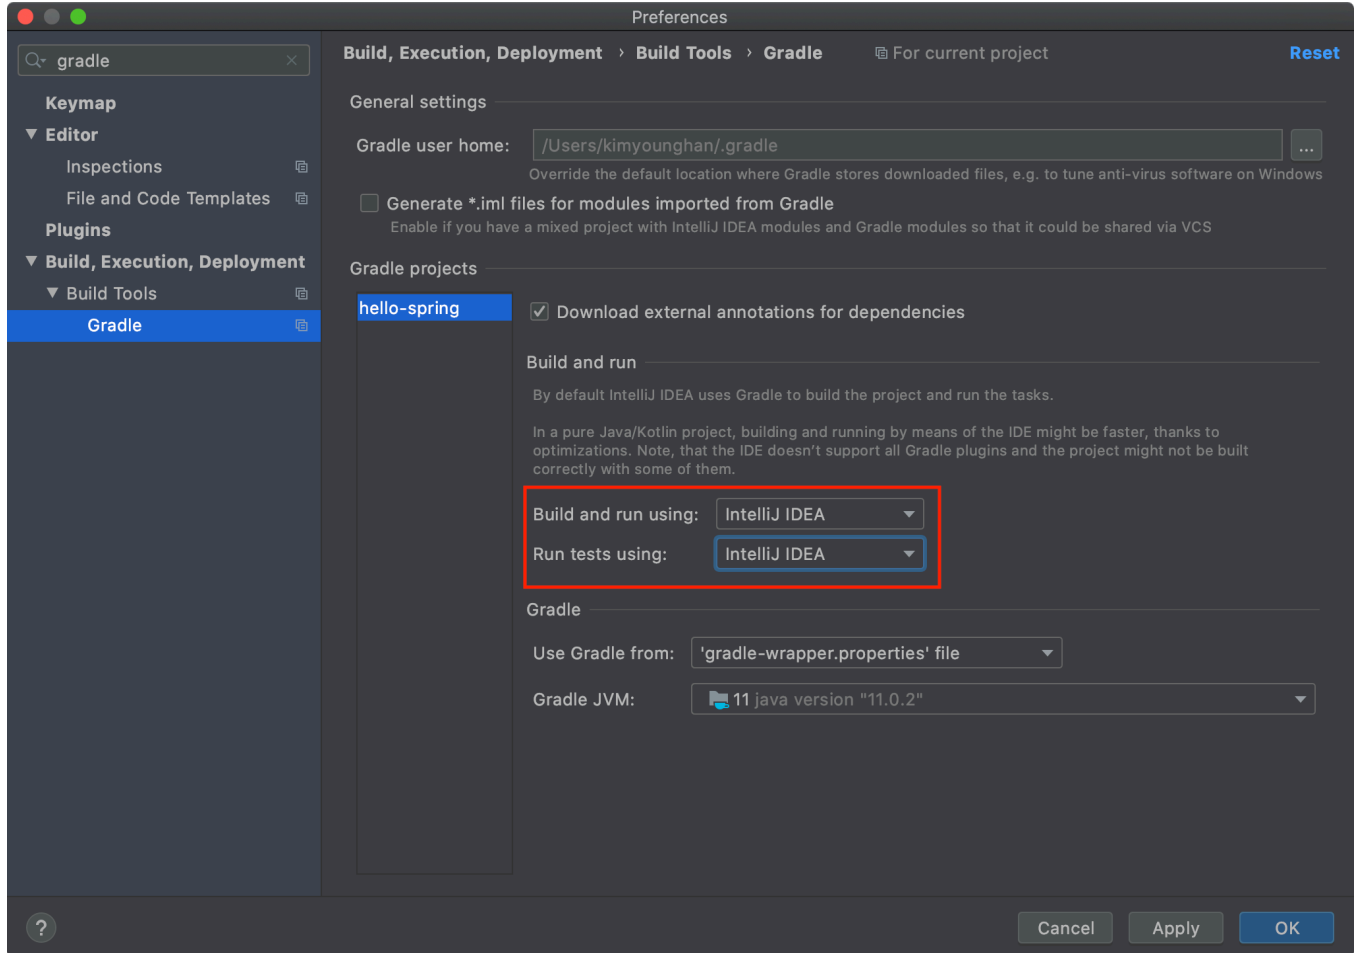 Preferences
gradle
Keymap
Editor
Inspections
File and Code Templates
Plugins
Build, Execution, Deployment
Build Tools
Gradle
Build, Execution, Deployment › Build Tools › Gradle
For current project
Reset
General settings
Gradle user home: /Users/kimyounghan/.gradle ...
Override the default location where Gradle stores downloaded files, e.g. to tune anti-virus software on Windows
Generate *.iml files for modules imported from Gradle
Enable if you have a mixed project with IntelliJ IDEA modules and Gradle modules so that it could be shared via VCS
Gradle projects
hello-spring
Download external annotations for dependencies
Build and run
By default IntelliJ IDEA uses Gradle to build the project and run the tasks.
In a pure Java/Kotlin project, building and running by means of the IDE might be faster, thanks to
optimizations. Note, that the IDE doesn't support all Gradle plugins and the project might not be built
correctly with some of them.
Build and run using: IntelliJ IDEA
Run tests using: IntelliJ IDEA
Gradle
Use Gradle from: 'gradle-wrapper.properties' file
Gradle JVM: 11 java version "11.0.2"
?
Cancel
Apply
OK